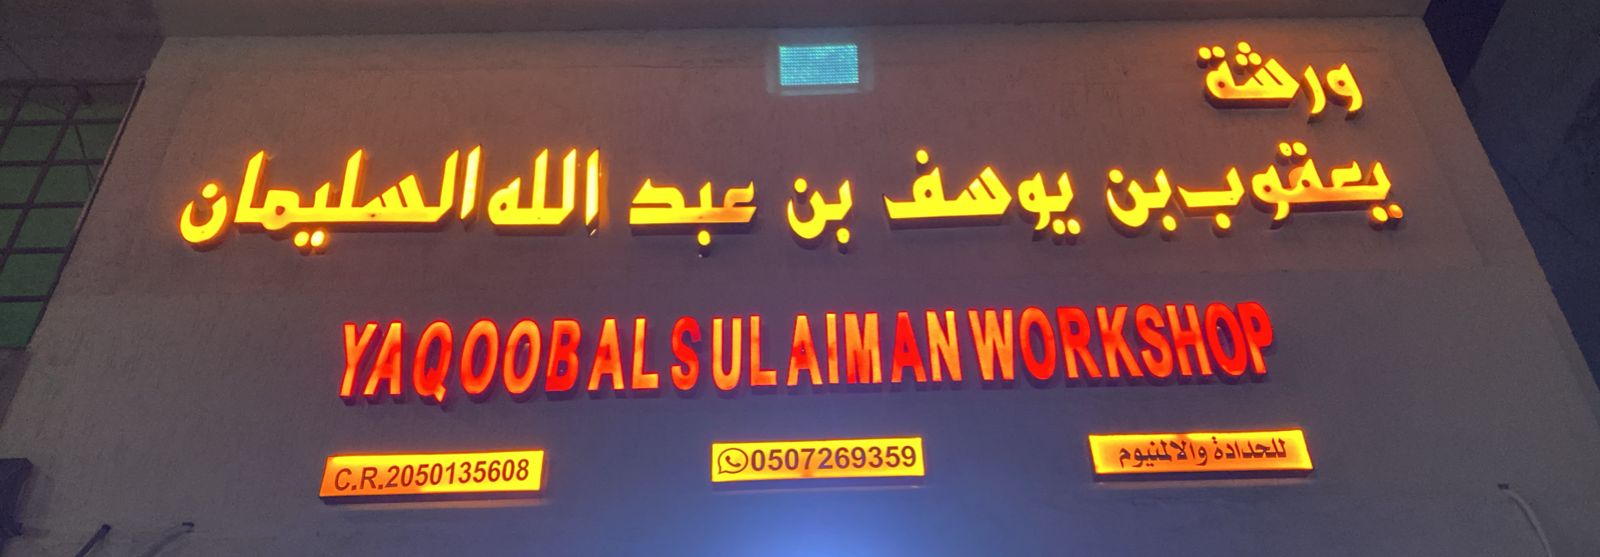 ورشة
يعقوب بن يوسف بن عبد الله السليمان
YAQOOB AL SULAIMAN WORKSHOP
C.R.2050135608
0507269359
للحدادة والالمنيوم